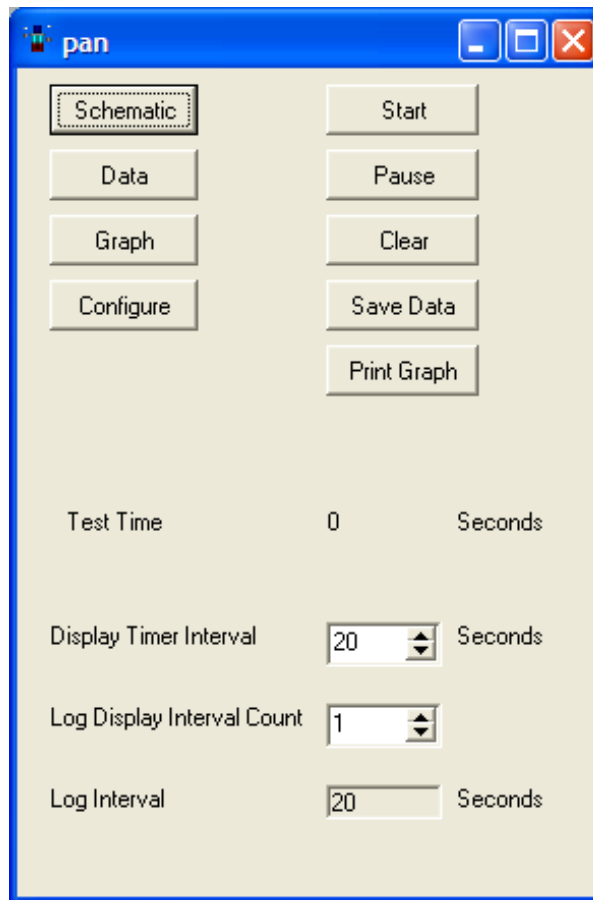 pan
Schematic Start
Data Pause
Graph Clear
Configure Save Data
Print Graph
Test Time 0 Seconds
Display Timer Interval 20 Seconds
Log Display Interval Count 1
Log Interval 20 Seconds